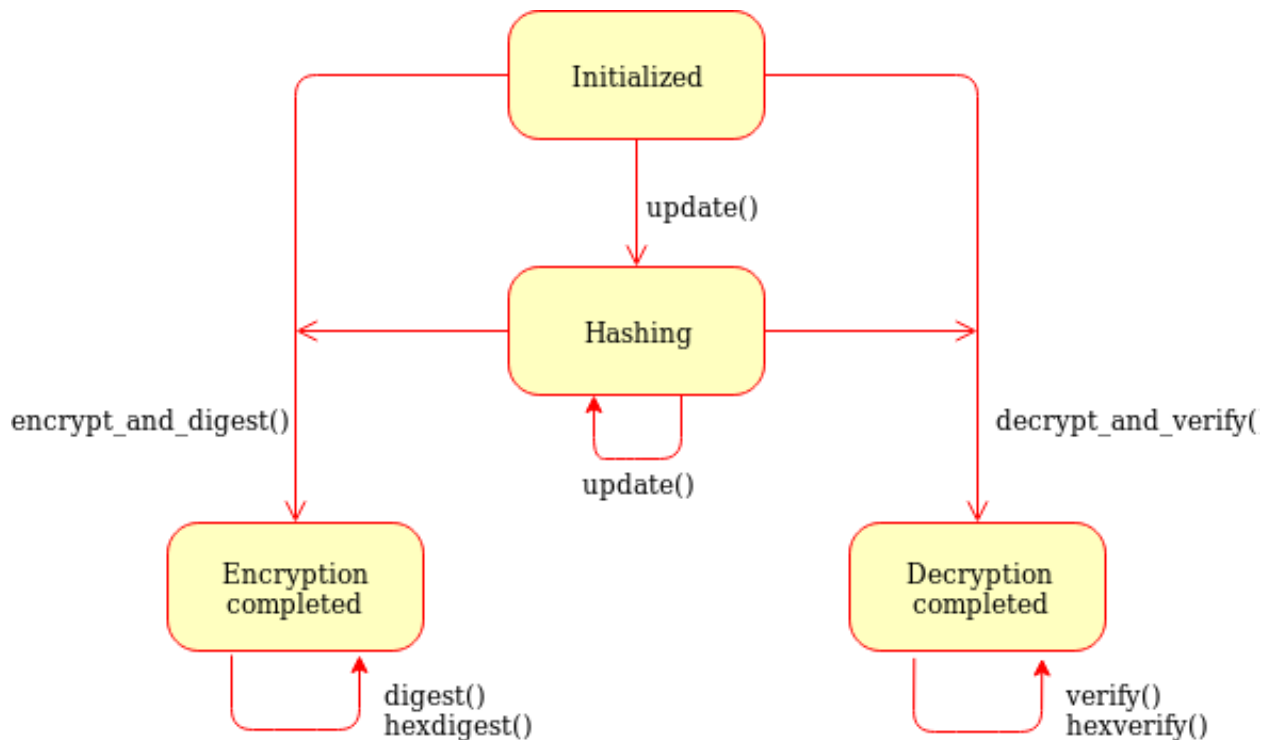 Initialized
update()
Hashing
encrypt_and_digest()
decrypt_and_verify(
update()
Encryption
completed
Decryption
completed
digest()
hexdigest()
verify()
hexverify()